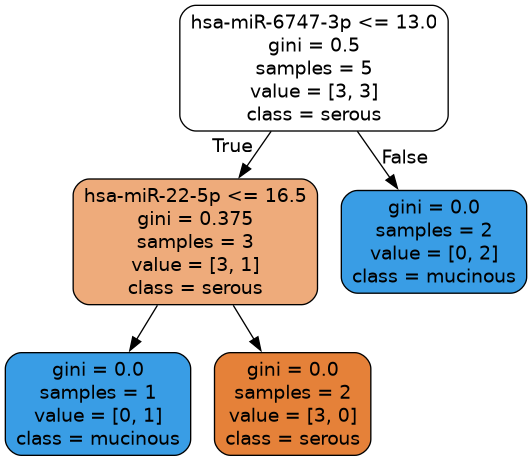 hsa-miR-6747-3p <= 13.0
gini = 0.5
samples = 5
value = [3, 3]
class = serous
True
False
hsa-miR-22-5p <= 16.5
gini = 0.375
samples = 3
value = [3, 1]
class = serous
gini = 0.0
samples = 2
value = [0, 2]
class = mucinous
gini = 0.0
samples = 1
value = [0, 1]
class = mucinous
gini = 0.0
samples = 2
value = [3, 0]
class = serous